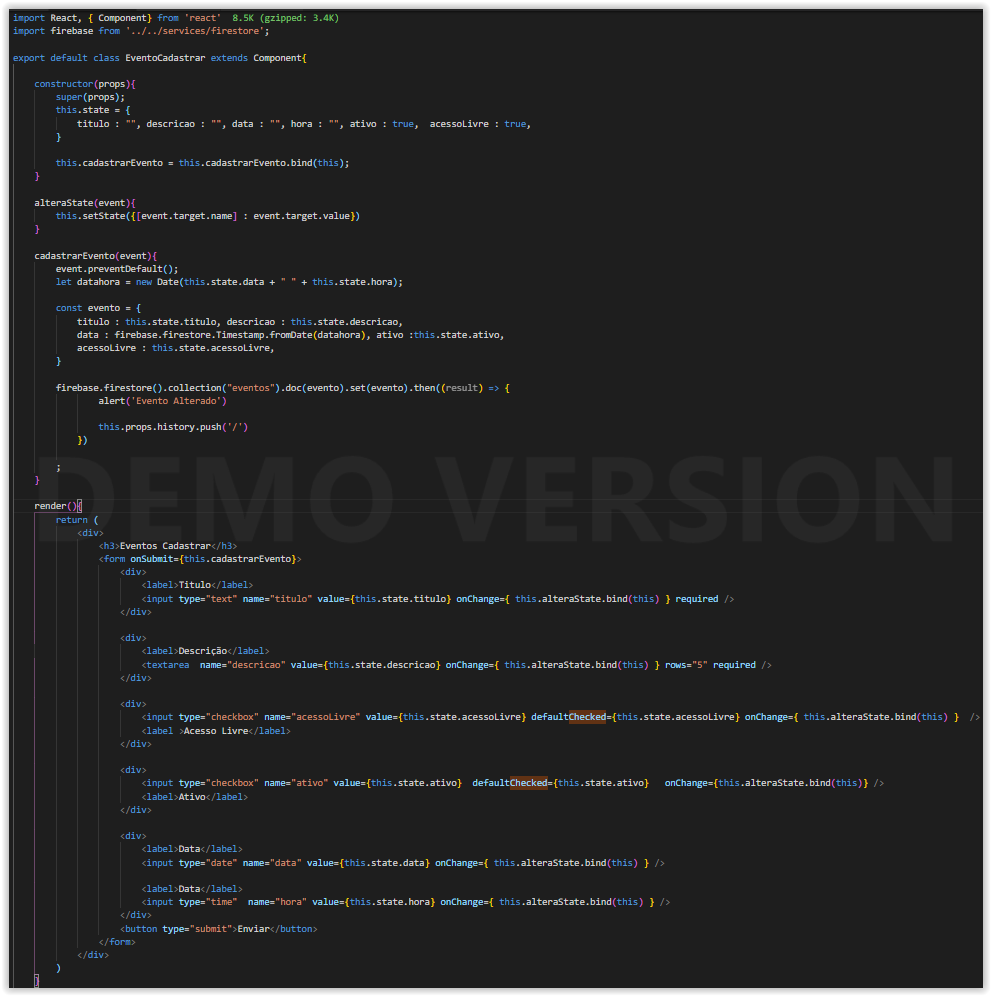 import React, { Component} from 'react'  8.5K (gzipped: 3.4K)
import firebase from '../../services/firestore';
export default class EventoCadastrar extends Component{
constructor(props){
super(props);
this.state = {
titulo : "", descricao : "", data : "", hora : "", ativo : true,  acessoLivre : true,
}
this.cadastrarEvento = this.cadastrarEvento.bind(this);
}
alteraState(event){
this.setState({[event.target.name] : event.target.value})
}
cadastrarEvento(event){
event.preventDefault();
let datahora = new Date(this.state.data + " " + this.state.hora);
const evento = {
titulo : this.state.titulo, descricao : this.state.descricao,
data : firebase.firestore.Timestamp.fromDate(datahora), ativo :this.state.ativo,
acessoLivre : this.state.acessoLivre,
}
firebase.firestore().collection("eventos").doc(evento).set(evento).then((result) => {
alert('Evento Alterado')
this.props.history.push('/')
})
;
}
DEMO VERSION
render(){
return (
<div>
<h3>Eventos Cadastrar</h3>
<form onSubmit={this.cadastrarEvento}>
<div>
<label>Titulo</label>
<input type="text" name="titulo" value={this.state.titulo} onChange={ this.alteraState.bind(this) } required />
</div>
<div>
<label>Descrição</label>
<textarea  name="descricao" value={this.state.descricao} onChange={ this.alteraState.bind(this) } rows="5" required />
</div>
<div>
<input type="checkbox" name="acessoLivre" value={this.state.acessoLivre} defaultChecked={this.state.acessoLivre} onChange={ this.alteraState.bind(this) }  />
<label >Acesso Livre</label>
</div>
<div>
<input type="checkbox" name="ativo" value={this.state.ativo}  defaultChecked={this.state.ativo}   onChange={this.alteraState.bind(this)} />
<label>Ativo</label>
</div>
<div>
<label>Data</label>
<input type="date" name="data" value={this.state.data} onChange={ this.alteraState.bind(this) } />
<label>Data</label>
<input type="time"  name="hora" value={this.state.hora} onChange={ this.alteraState.bind(this) } />
</div>
<button type="submit">Enviar</button>
</form>
</div>
)
}